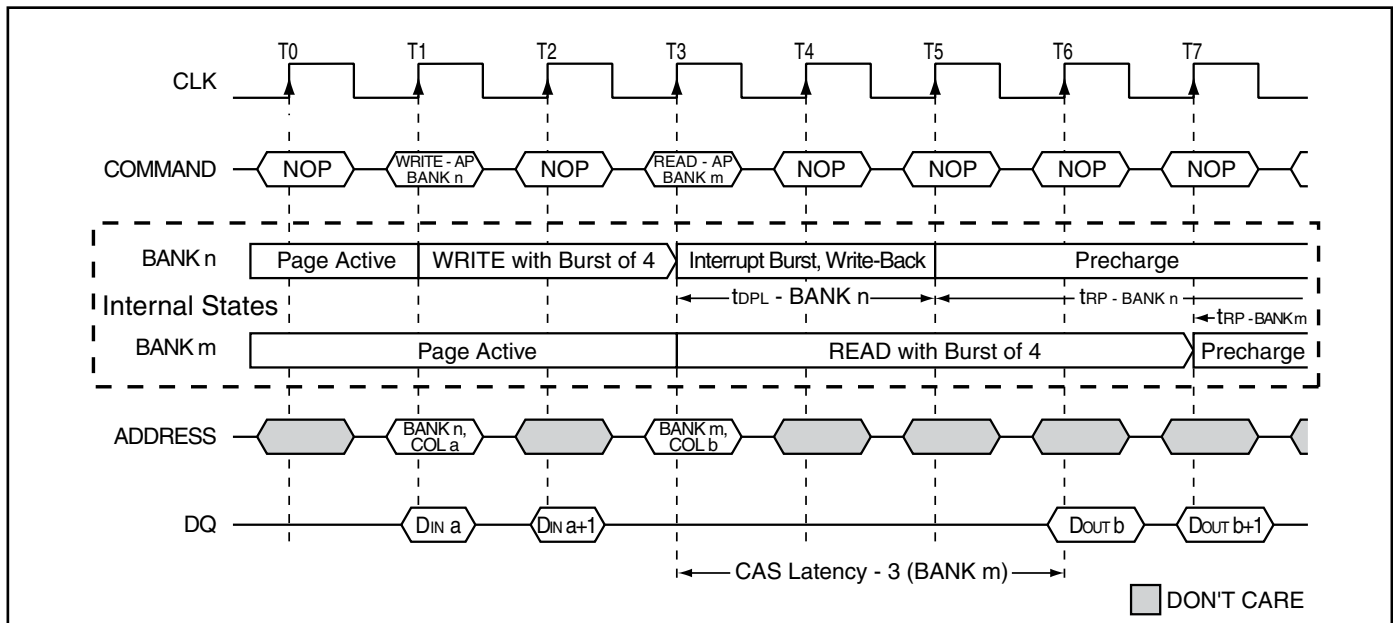 T0 T1 T2 T3 T4 T5 T6 T7
CLK
COMMAND NOP WRITE - AP BANK n NOP READ - AP BANK m NOP NOP NOP NOP
BANK n Page Active WRITE with Burst of 4 Interrupt Burst, Write-Back Precharge
tDPL - BANK n tRP - BANK n
Internal States
tRP - BANK m
BANK m Page Active READ with Burst of 4 Precharge
ADDRESS BANK n, COL a BANK m, COL b
DQ DIN a DIN a+1 DOUT b DOUT b+1
CAS Latency - 3 (BANK m)
DON'T CARE